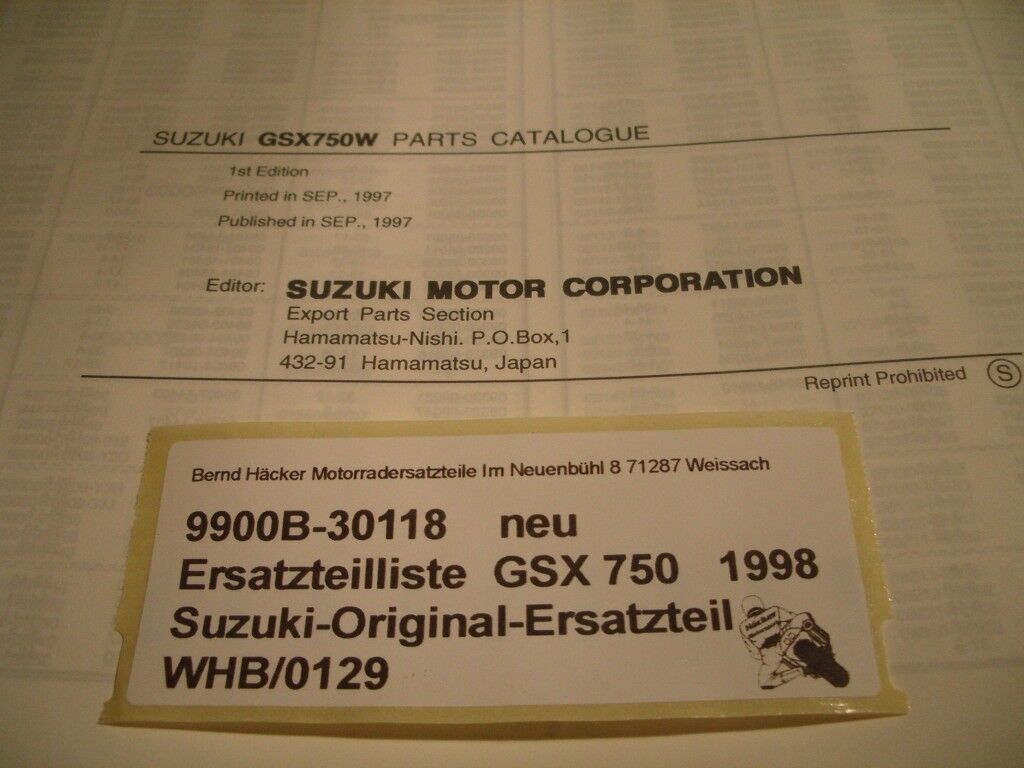 SUZUKI GSX750W PARTS CATALOGUE
1st Edition
Printed in SEP., 1997
Published in SEP., 1997
Editor: SUZUKI MOTOR CORPORATION
Export Parts Section
Hamamatsu-Nishi. P.O.Box,1
432-91 Hamamatsu, Japan
Reprint Prohibited Ⓢ
Bernd Häcker Motorradersatzteile Im Neuenbühl 8 71287 Weissach
9900B-30118 neu
Ersatzteilliste GSX 750 1998
Suzuki-Original-Ersatzteil
WHB/0129